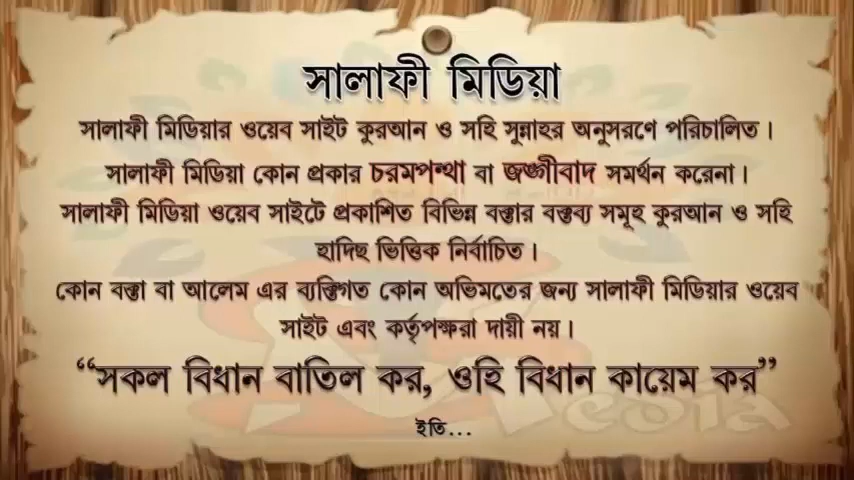 সালাফী মিডিয়া
সালাফী মিডিয়ার ওয়েব সাইট কুরআন ও সহি সুন্নাহর অনুসরণে পরিচালিত।
সালাফী মিডিয়া কোন প্রকার চরমপন্থা বা জঙ্গীবাদ সমর্থন করেনা।
সালাফী মিডিয়া ওয়েব সাইটে প্রকাশিত বিভিন্ন বক্তার বক্তব্য সমূহ কুরআন ও সহি
হাদিছ ভিত্তিক নির্বাচিত।
কোন বক্তা বা আলেম এর ব্যক্তিগত কোন অভিমতের জন্য সালাফী মিডিয়ার ওয়েব
সাইট এবং কর্তৃপক্ষরা দায়ী নয়।
“সকল বিধান বাতিল কর, ওহি বিধান কায়েম কর”
ইতি...